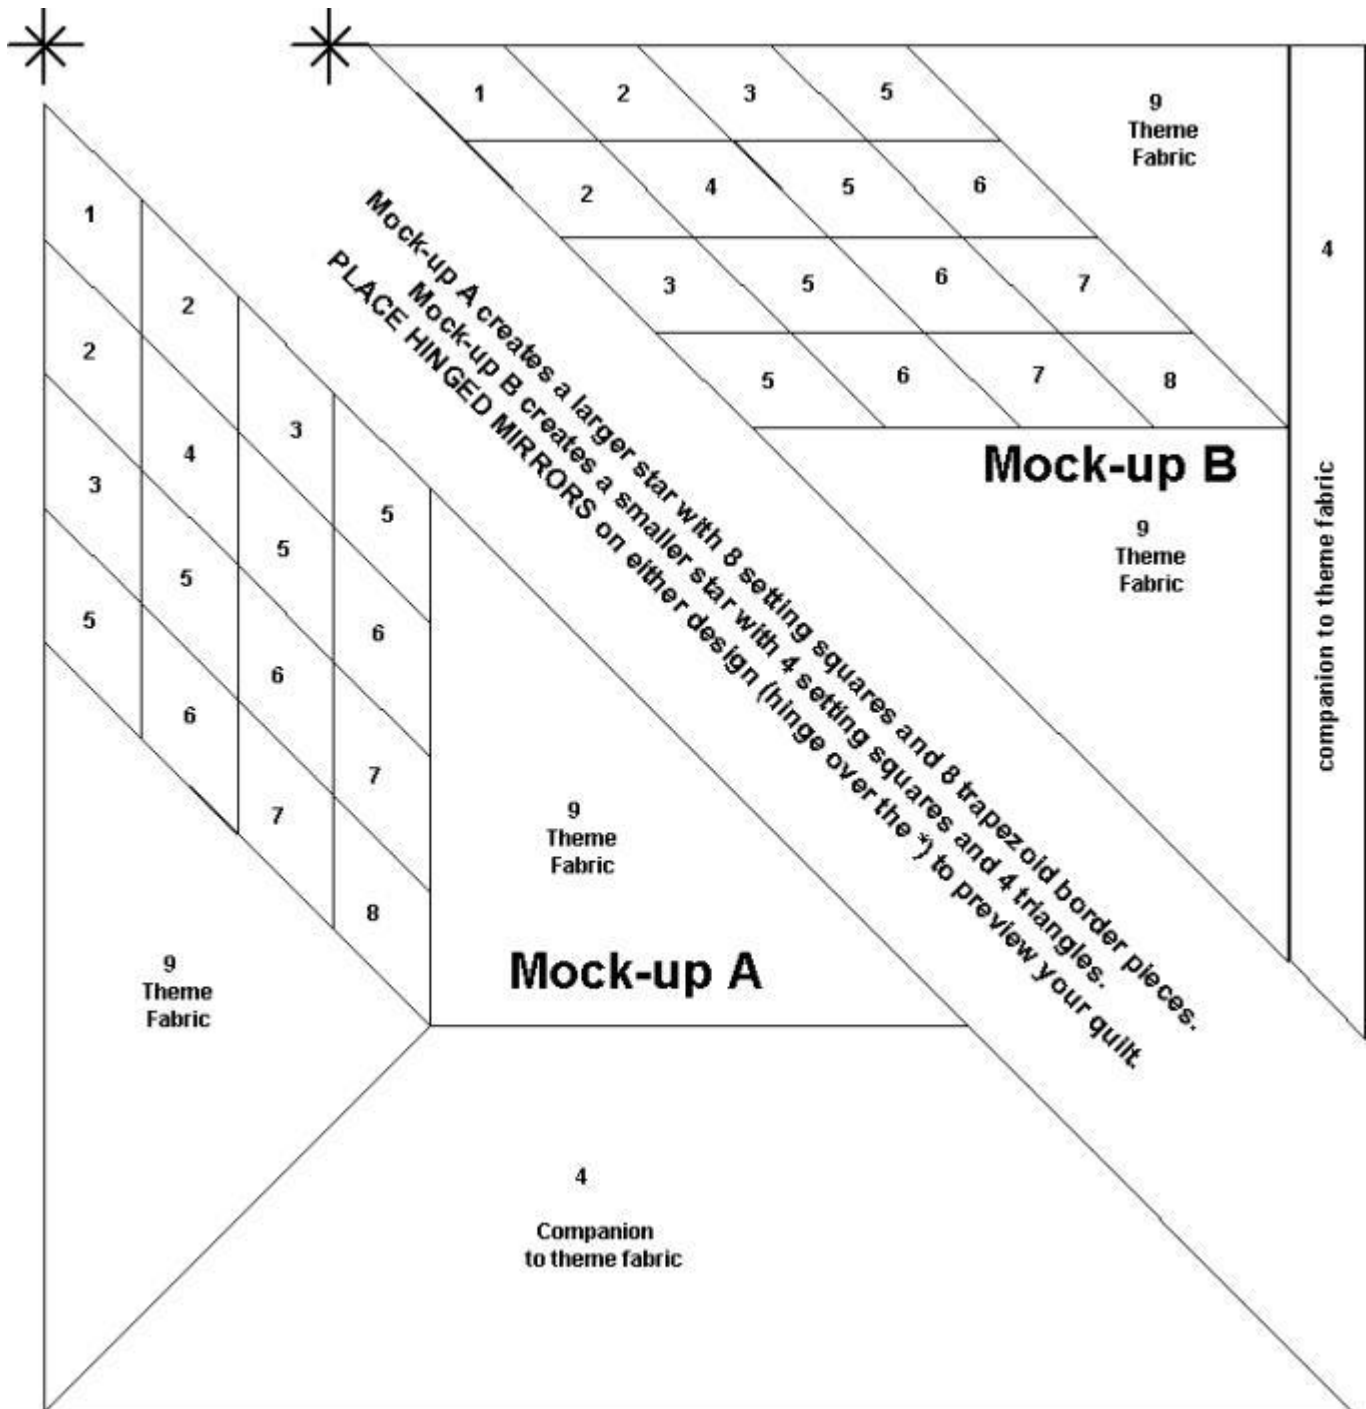 1 2 3 5
2 4 5 6
3 5 6 7
5 6 7 8
9
Theme
Fabric
4
companion to theme fabric
Mock-up B
9
Theme
Fabric
Mock-up A creates a larger star with 8 setting squares and 8 trapezoid border pieces.
Mock-up B creates a smaller star with 4 setting squares and 4 triangles.
PLACE HINGED MIRRORS on either design (hinge over the *) to preview your quilt.
1
2
3
5
2
4
5
6
3
5
6
7
5
6
7
8
9
Theme
Fabric
Mock-up A
9
Theme
Fabric
4
Companion
to theme fabric